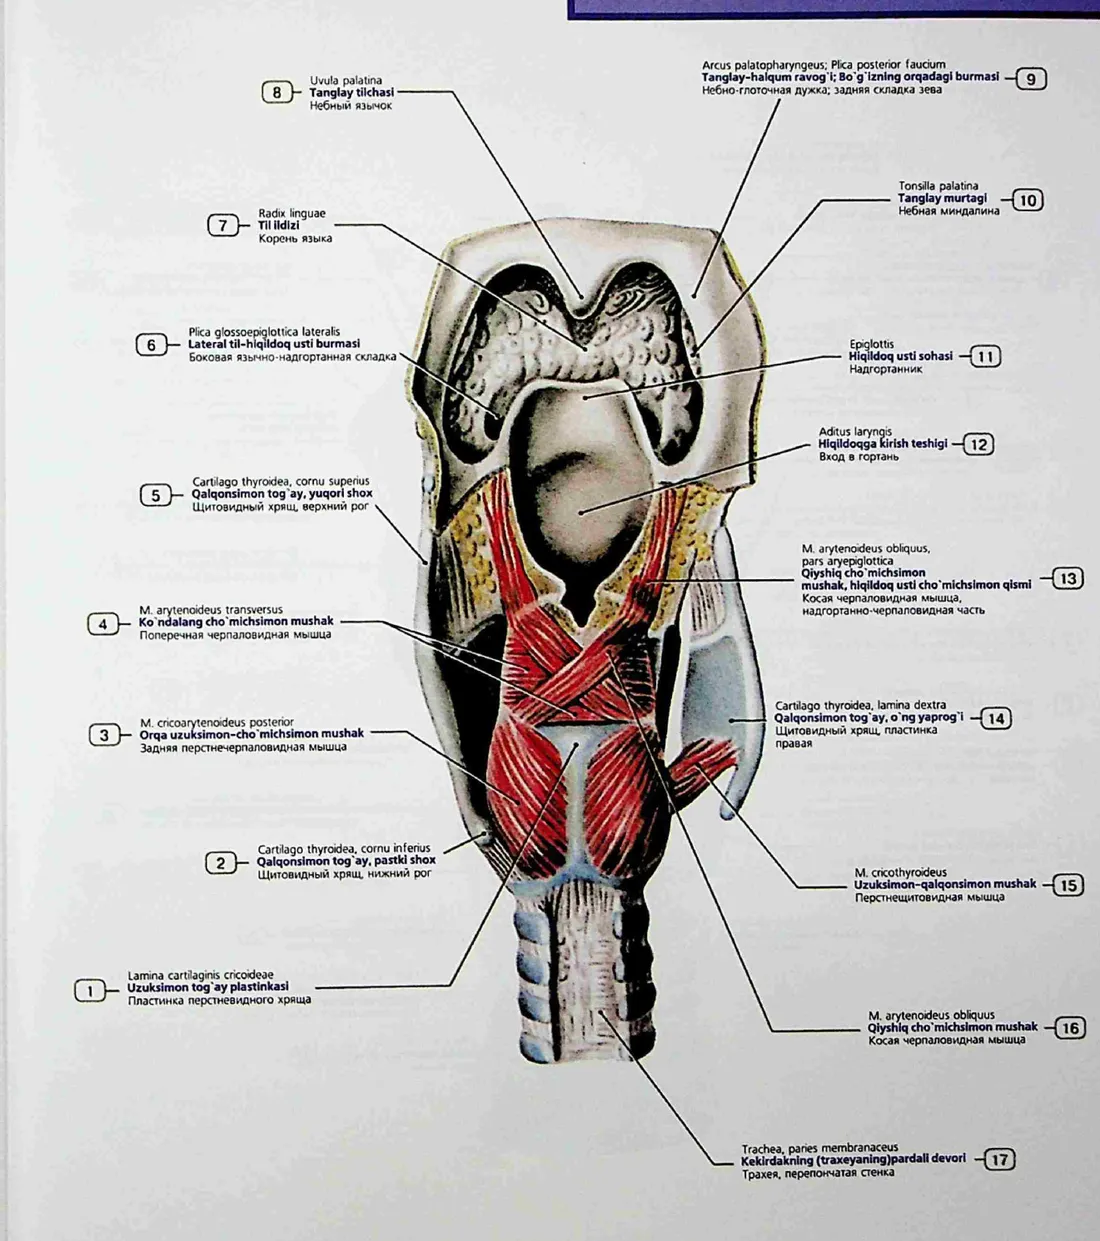 8
Uvula palatina
Tanglay tilchasi
Небный язычок
Arcus palatopharyngeus; Plica posterior faucium
Tanglay-halqum ravog`i; Bo`g`izning orqadagi burmasi
Небно-глоточная дужка; задняя складка зева
9
Tonsilla palatina
Tanglay murtagi
Небная миндалина
10
7
Radix linguae
Til ildizi
Корень языка
6
Plica glossoepiglottica lateralis
Lateral til-hiqildoq usti burmasi
Боковая язычно-надгортанная складка
Epiglottis
Hiqildoq usti sohasi
Надгортанник
11
Aditus laryngis
Hiqildoqga kirish teshigi
Вход в гортань
12
5
Cartilago thyroidea, cornu superius
Qalqonsimon tog`ay, yuqori shox
Щитовидный хрящ, верхний рог
M. arytenoideus obliquus,
pars aryepiglottica
Qiyshiq cho`michsimon
mushak, hiqildoq usti cho`michsimon qismi
Косая черпаловидная мышца,
надгортанно-черпаловидная часть
13
4
M. arytenoideus transversus
Ko`ndalang cho`michsimon mushak
Поперечная черпаловидная мышца
Cartilago thyroidea, lamina dextra
Qalqonsimon tog`ay, o`ng yaprog`i
Щитовидный хрящ, пластинка
правая
14
3
M. cricoarytenoideus posterior
Orqa uzuksimon-cho`michsimon mushak
Задняя перстнечерпаловидная мышца
2
Cartilago thyroidea, cornu inferius
Qalqonsimon tog`ay, pastki shox
Щитовидный хрящ, нижний рог
M. cricothyroideus
Uzuksimon-qalqonsimon mushak
Перстнещитовидная мышца
15
1
Lamina cartilaginis cricoideae
Uzuksimon tog`ay plastinkasi
Пластинка перстневидного хряща
M. arytenoideus obliquus
Qiyshiq cho`michsimon mushak
Косая черпаловидная мышца
16
Trachea, paries membranaceus
Kekirdakning (traxeyaning)pardali devori
Трахея, перепончатая стенка
17